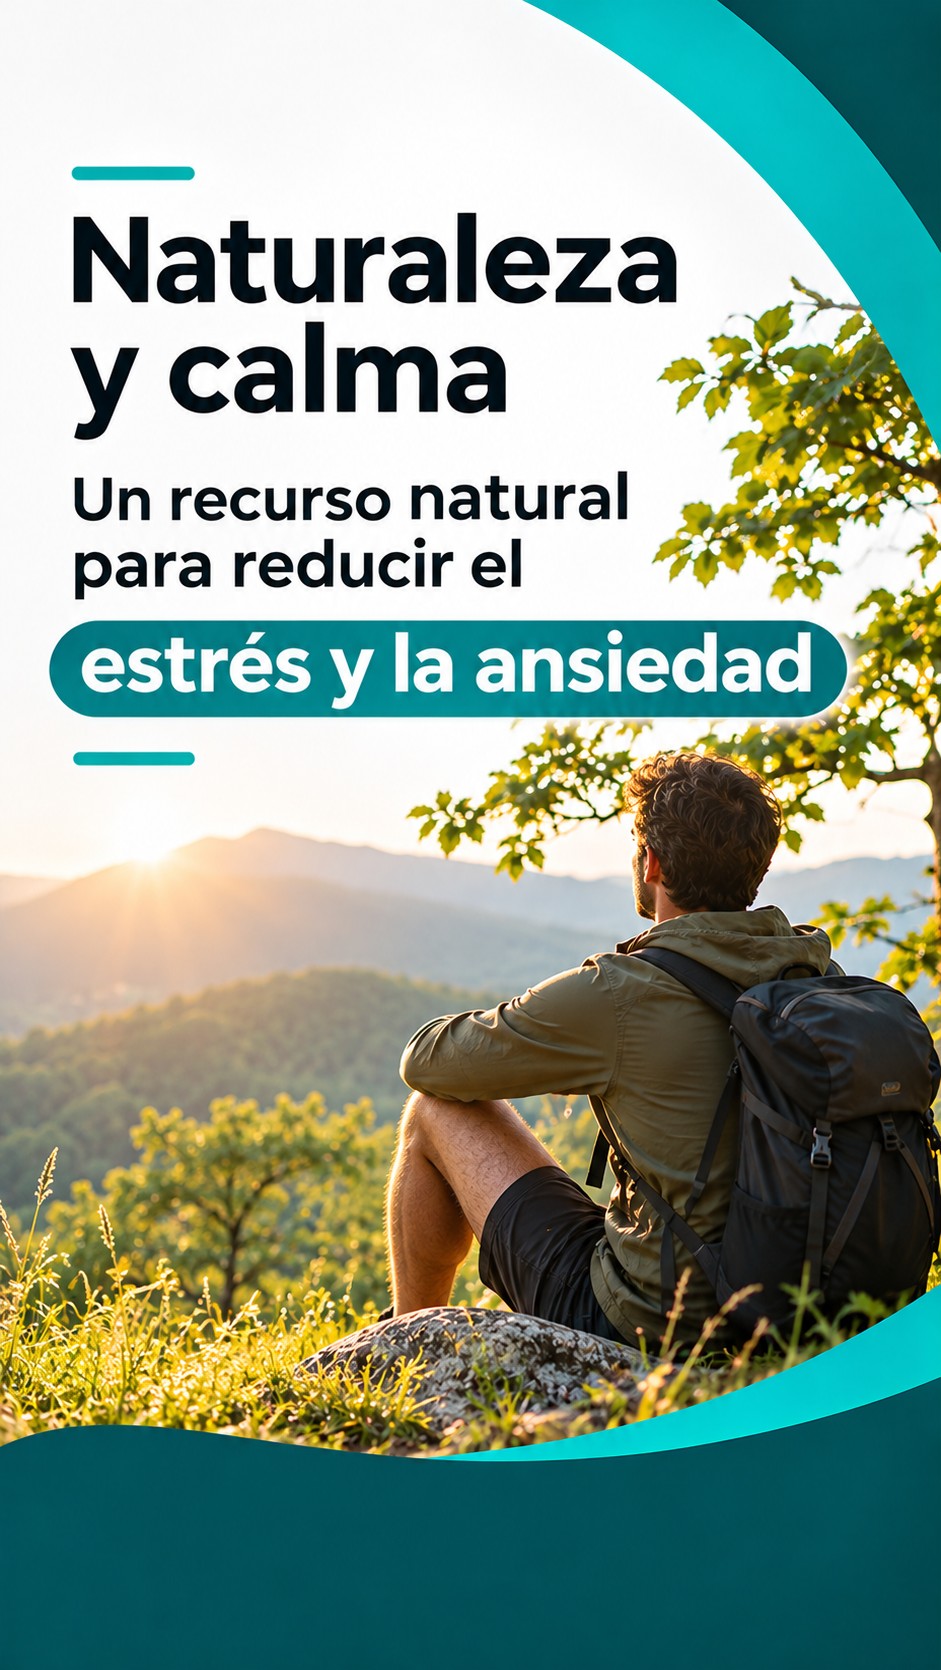 Naturaleza
y calma
Un recurso natural
para reducir el
estrés y la ansiedad